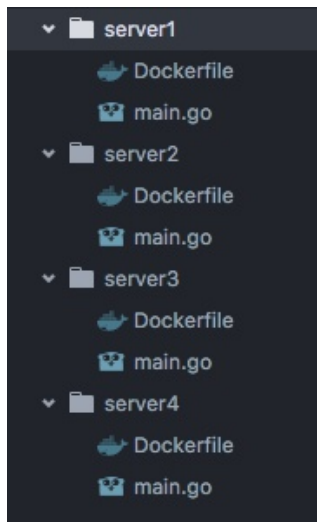 server1
Dockerfile
main.go
server2
Dockerfile
main.go
server3
Dockerfile
main.go
server4
Dockerfile
main.go